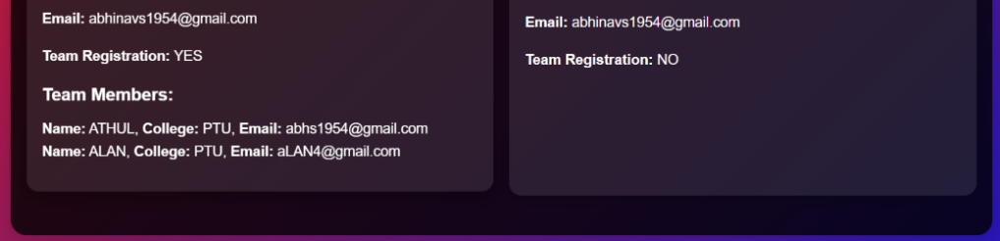 Email: abhinavs1954@gmail.com
Team Registration: YES
Team Members:
Name: ATHUL, College: PTU, Email: abhs1954@gmail.com
Name: ALAN, College: PTU, Email: aLAN4@gmail.com
Email: abhinavs1954@gmail.com
Team Registration: NO